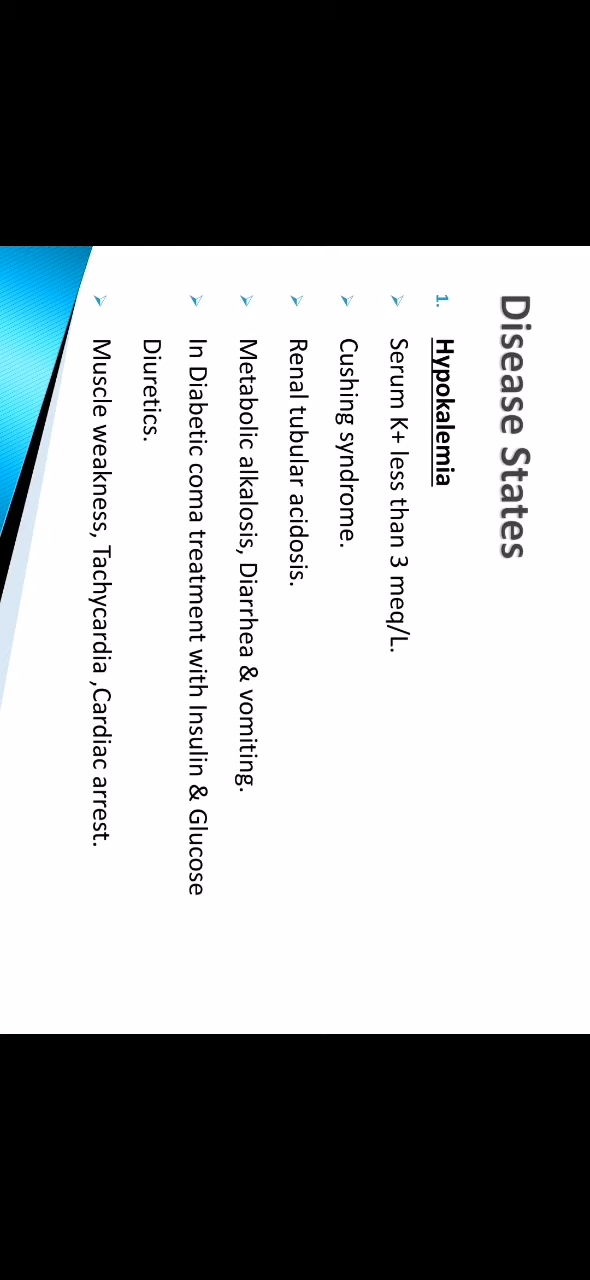 Disease States
1. Hypokalemia
Serum K+ less than 3 meq/L.
Cushing syndrome.
Renal tubular acidosis.
Metabolic alkalosis, Diarrhea & vomiting.
In Diabetic coma treatment with Insulin & Glucose
Diuretics.
Muscle weakness, Tachycardia ,Cardiac arrest.